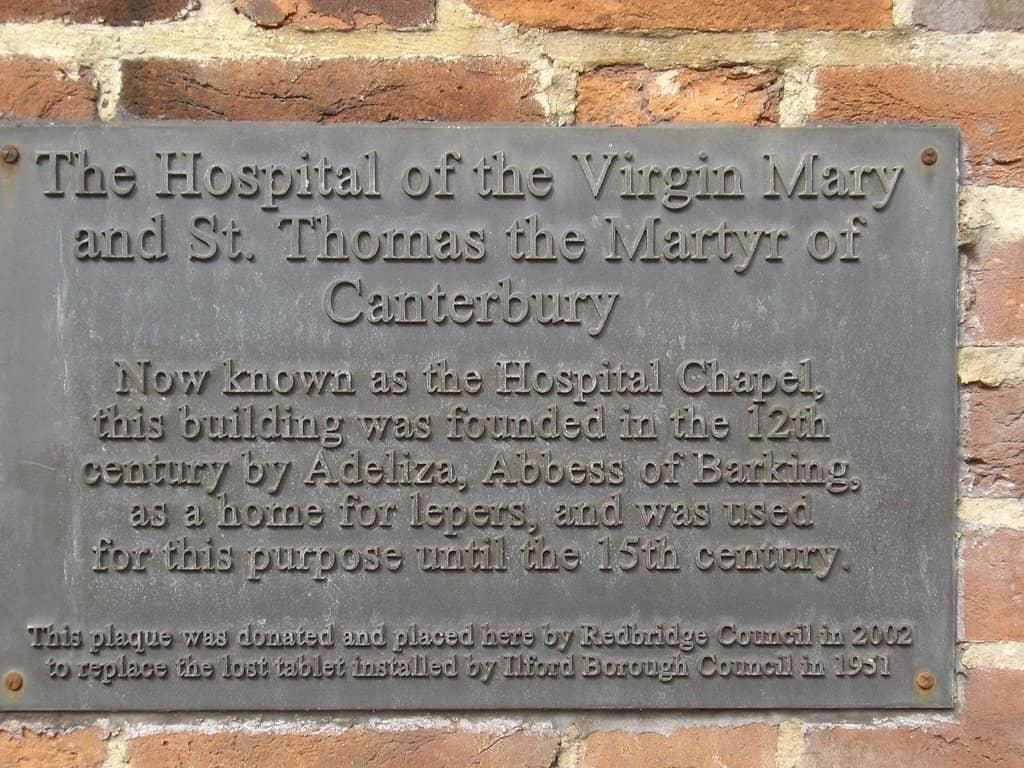 The Hospital of the Virgin Mary
and St. Thomas the Martyr of
Canterbury
Now known as the Hospital Chapel,
this building was founded in the 12th
century by Adeliza, Abbess of Barking,
as a home for lepers, and was used
for this purpose until the 15th century.
This plaque was donated and placed here by Redbridge Council in 2002
to replace the lost tablet installed by Ilford Borough Council in 1951